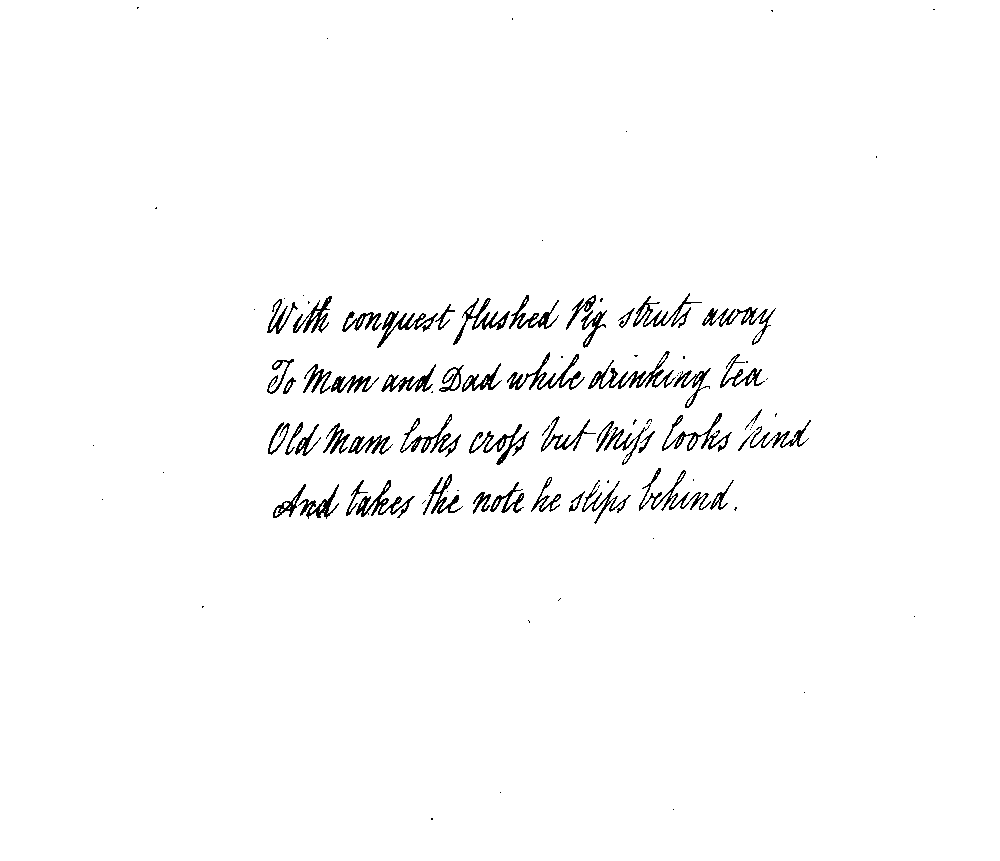 With conquest flushed Pig struts away
To Mam and Dad while drinking tea
Old Mam looks croſs but Miſs looks kind
And takes the note he slips behind.